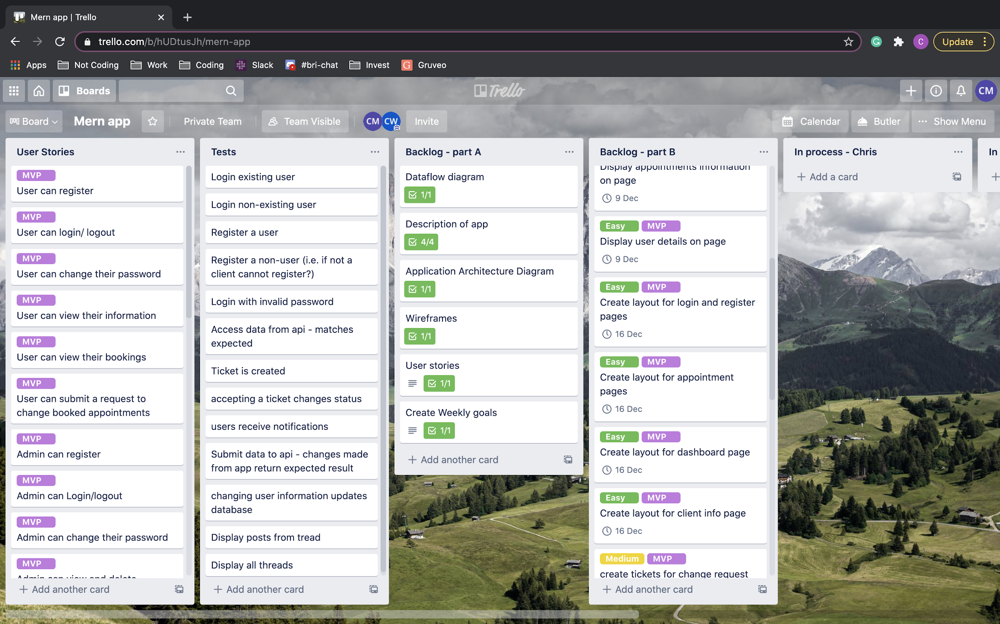 Mern app | Trello
trello.com/b/hUDtusJh/mern-app
C
Update
Apps
Not Coding
Work
Coding
Slack
#bri-chat
Invest
G
Gruveo
Boards
Trello
CM
Board
Mern app
Private Team
Team Visible
CM
CW
Invite
Calendar
Butler
Show Menu
User Stories
MVP
User can register
MVP
User can login/ logout
MVP
User can change their password
MVP
User can view their information
MVP
User can view their bookings
MVP
User can submit a request to
change booked appointments
MVP
Admin can register
MVP
Admin can Login/logout
MVP
Admin can change their password
MVP
Admin can view and delete
Add another card
Tests
Login existing user
Login non-existing user
Register a user
Register a non-user (i.e. if not a
client cannot register?)
Login with invalid password
Access data from api - matches
expected
Ticket is created
accepting a ticket changes status
users receive notifications
Submit data to api - changes made
from app return expected result
changing user information updates
database
Display posts from tread
Display all threads
Add another card
Backlog - part A
Dataflow diagram
1/1
Description of app
4/4
Application Architecture Diagram
1/1
Wireframes
1/1
User stories
1/1
Create Weekly goals
1/1
Add another card
Backlog - part B
Display appointments information
on page
9 Dec
Easy MVP
Display user details on page
9 Dec
Easy MVP
Create layout for login and register
pages
16 Dec
Easy MVP
Create layout for appointment
pages
16 Dec
Easy MVP
Create layout for dashboard page
16 Dec
Easy MVP
Create layout for client info page
16 Dec
Medium MVP
create tickets for change request
Add another card
In process - Chris
Add a card
In